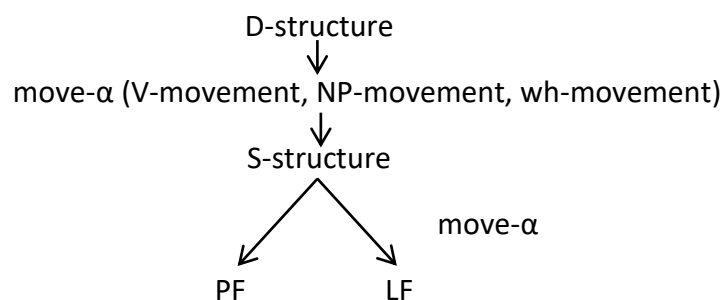 D-structure
move-α (V-movement, NP-movement, wh-movement)
S-structure
move-α
PF LF